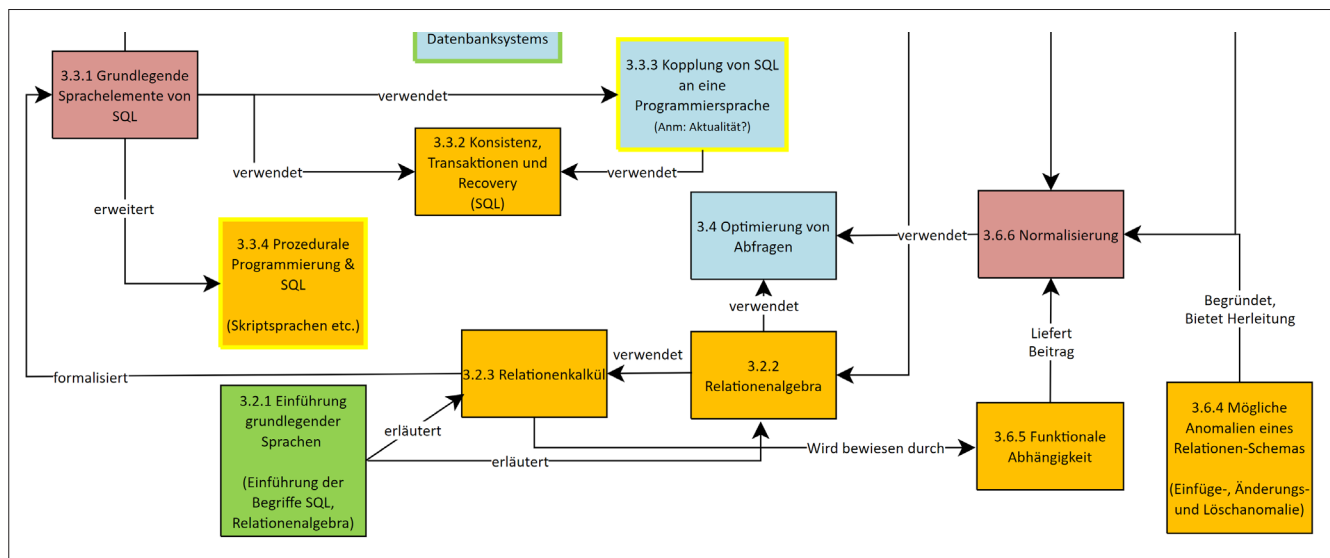 Datenbanksystems
3.3.1 Grundlegende
Sprachelemente von
SQL
verwendet
3.3.3 Kopplung von SQL
an eine
Programmiersprache
(Anm: Aktualität?)
3.3.2 Konsistenz,
Transaktionen und
Recovery
(SQL)
verwendet
verwendet
erweitert
3.3.4 Prozedurale
Programmierung &
SQL
(Skriptsprachen etc.)
3.4 Optimierung von
Abfragen
verwendet
3.6.6 Normalisierung
verwendet
Begründet,
Bietet Herleitung
Liefert
Beitrag
formalisiert
3.2.3 Relationenkalkül
verwendet
3.2.2
Relationenalgebra
3.2.1 Einführung
grundlegender
Sprachen
(Einführung der
Begriffe SQL,
Relationenalgebra)
erläutert
erläutert
Wird bewiesen durch
3.6.5 Funktionale
Abhängigkeit
3.6.4 Mögliche
Anomalien eines
Relationen-Schemas
(Einfüge-, Änderungs-
und Löschanomalie)